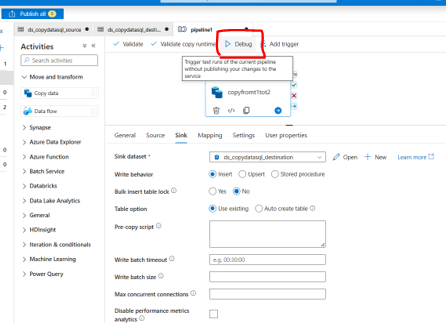 Publish all
ds_copydatasql_source
ds_copydatasql_desti...
pipeline1
Activities
Search activities
Move and transform
Copy data
Data flow
Synapse
Azure Data Explorer
Azure Function
Batch Service
Databricks
Data Lake Analytics
General
HDInsight
Iteration & conditionals
Machine Learning
Power Query
Validate
Validate copy runtime
Debug
Add trigger
Trigger test runs of the current pipeline
without publishing your changes to the
service
copyfromt1tot2
General Source Sink Mapping Settings User properties
Sink dataset *
ds_copydatasql_destination
Open
New
Learn more
Write behavior
Insert Upsert Stored procedure
Bulk insert table lock
Yes No
Table option
Use existing Auto create table
Pre-copy script
Write batch timeout
e.g. 00:30:00
Write batch size
Max concurrent connections
Disable performance metrics
analytics